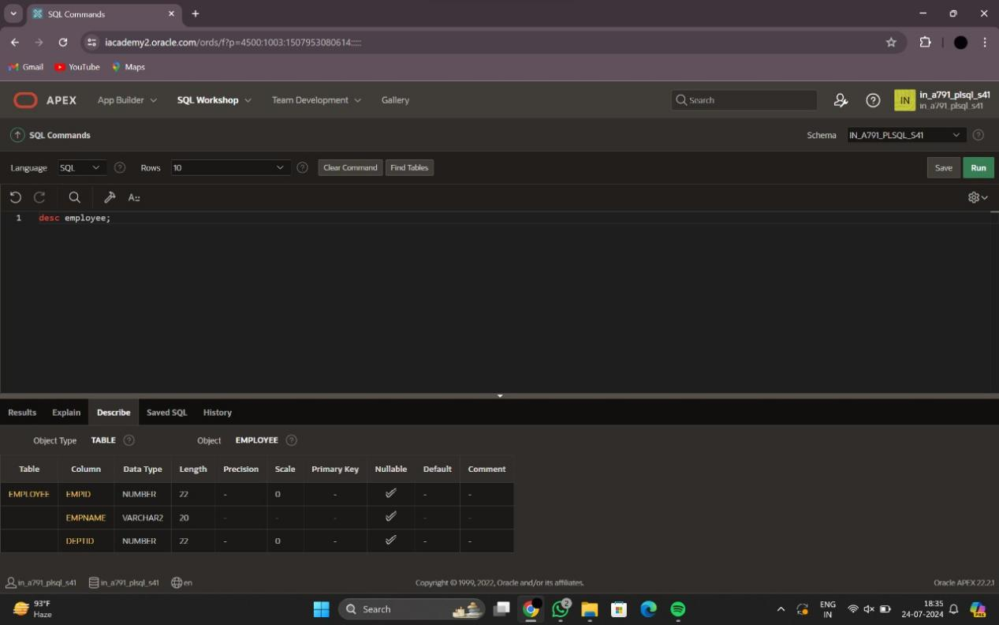 SQL Commands
iacademy2.oracle.com/ords/f?p=4500:1003:1507953080614:::::
Gmail YouTube Maps
APEX App Builder SQL Workshop Team Development Gallery Search IN in_a791_plsql_s41
in_a791_plsql_s41
SQL Commands Schema IN_A791_PLSQL_S41
Language SQL Rows 10 Clear Command Find Tables Save Run
A::
1 desc employee;
Results Explain Describe Saved SQL History
Object Type TABLE Object EMPLOYEE
Table Column Data Type Length Precision Scale Primary Key Nullable Default Comment
EMPLOYEE EMPID NUMBER 22 - 0 - - -
EMPNAME VARCHAR2 20 - - - - -
DEPTID NUMBER 22 - 0 - - -
in_a791_plsql_s41 in_a791_plsql_s41 en Copyright © 1999, 2022, Oracle and/or its affiliates. Oracle APEX 22.2.1
93°F
Haze
Search
2
ENG
IN
18:35
24-07-2024
PRE